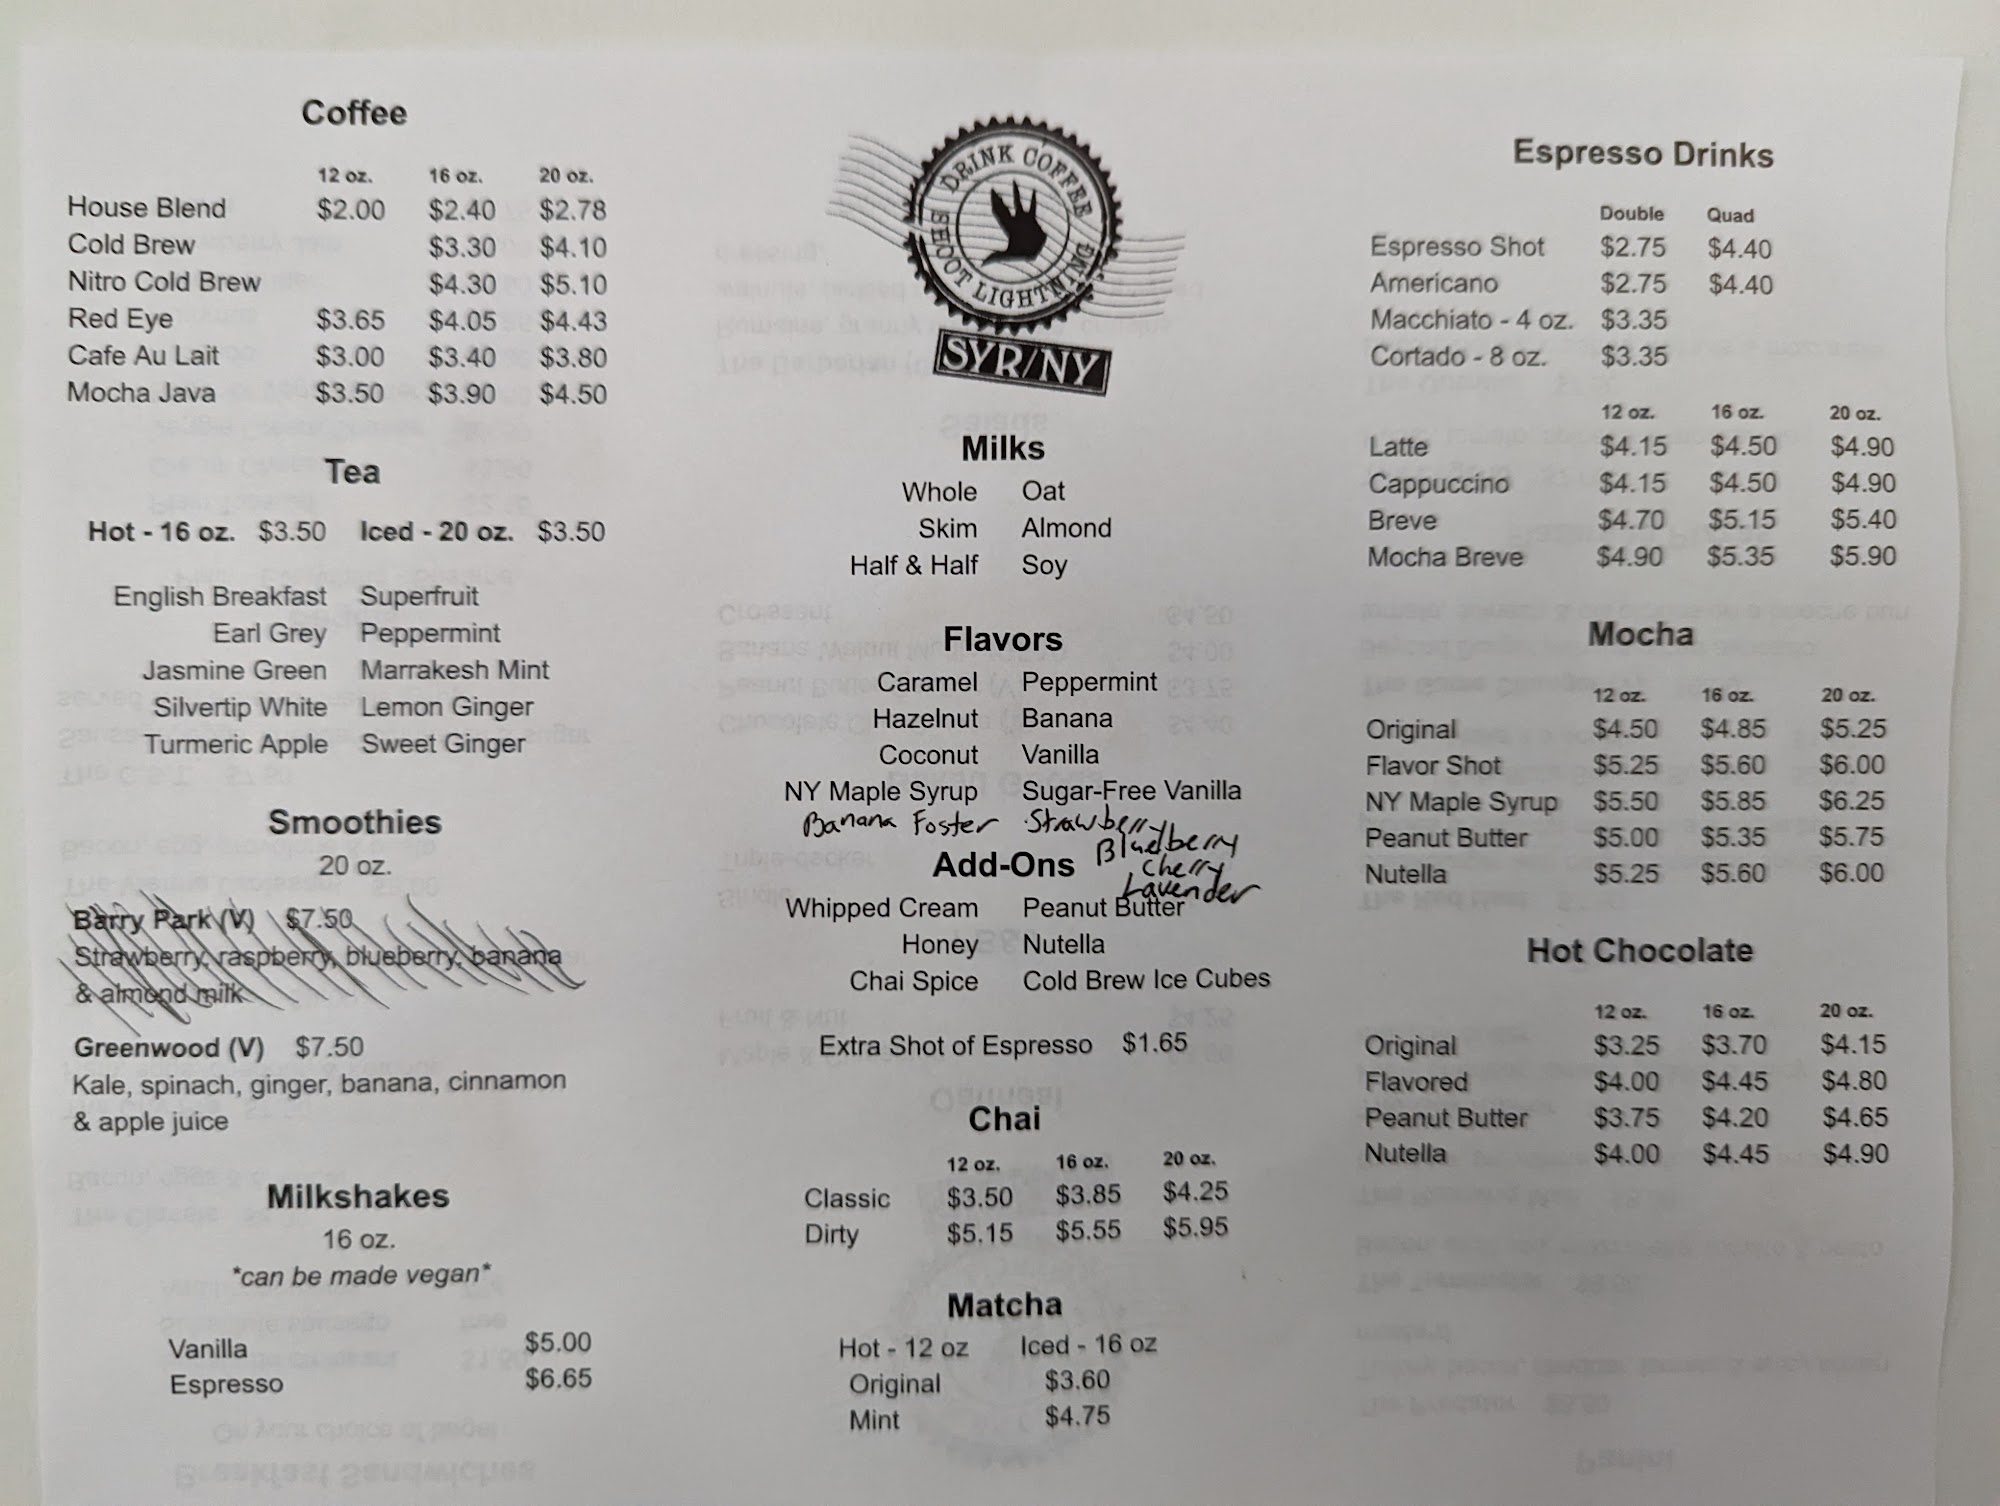 Coffee
12 oz. 16 oz. 20 oz.
House Blend $2.00 $2.40 $2.78
Cold Brew $3.30 $4.10
Nitro Cold Brew $4.30 $5.10
Red Eye $3.65 $4.05 $4.43
Cafe Au Lait $3.00 $3.40 $3.80
Mocha Java $3.50 $3.90 $4.50
Tea
Hot - 16 oz. $3.50 Iced - 20 oz. $3.50
English Breakfast Superfruit
Earl Grey Peppermint
Jasmine Green Marrakesh Mint
Silvertip White Lemon Ginger
Turmeric Apple Sweet Ginger
Smoothies
20 oz.
Barry Park (V) $7.50
Strawberry, raspberry, blueberry, banana
& almond milk
Greenwood (V) $7.50
Kale, spinach, ginger, banana, cinnamon
& apple juice
Milkshakes
16 oz.
*can be made vegan*
Vanilla $5.00
Espresso $6.65
DRINK COFFEE
SHOOT LIGHTNING
SYR/NY
Milks
Whole Oat
Skim Almond
Half & Half Soy
Flavors
Caramel Peppermint
Hazelnut Banana
Coconut Vanilla
NY Maple Syrup Sugar-Free Vanilla
Banana Foster Strawberry
Blueberry
Cherry
Lavender
Add-Ons
Whipped Cream Peanut Butter
Honey Nutella
Chai Spice Cold Brew Ice Cubes
Extra Shot of Espresso $1.65
Chai
12 oz. 16 oz. 20 oz.
Classic $3.50 $3.85 $4.25
Dirty $5.15 $5.55 $5.95
Matcha
Hot - 12 oz Iced - 16 oz
Original $3.60
Mint $4.75
Espresso Drinks
Double Quad
Espresso Shot $2.75 $4.40
Americano $2.75 $4.40
Macchiato - 4 oz. $3.35
Cortado - 8 oz. $3.35
12 oz. 16 oz. 20 oz.
Latte $4.15 $4.50 $4.90
Cappuccino $4.15 $4.50 $4.90
Breve $4.70 $5.15 $5.40
Mocha Breve $4.90 $5.35 $5.90
Mocha
12 oz. 16 oz. 20 oz.
Original $4.50 $4.85 $5.25
Flavor Shot $5.25 $5.60 $6.00
NY Maple Syrup $5.50 $5.85 $6.25
Peanut Butter $5.00 $5.35 $5.75
Nutella $5.25 $5.60 $6.00
Hot Chocolate
12 oz. 16 oz. 20 oz.
Original $3.25 $3.70 $4.15
Flavored $4.00 $4.45 $4.80
Peanut Butter $3.75 $4.20 $4.65
Nutella $4.00 $4.45 $4.90